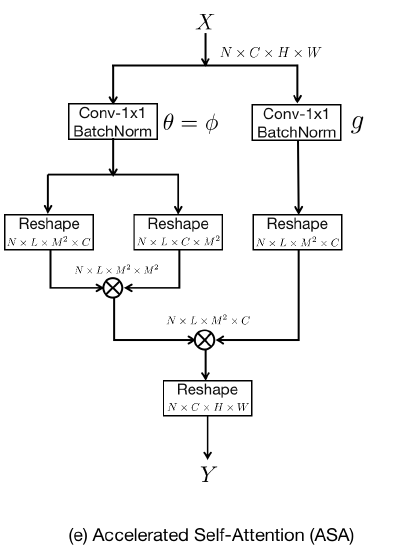 X
N × C × H × W
Conv-1x1
BatchNorm
θ = ϕ
Conv-1x1
BatchNorm
g
Reshape
N × L × M² × C
Reshape
N × L × C × M²
Reshape
N × L × M² × C
N × L × M² × M²
N × L × M² × C
Reshape
N × C × H × W
Y
(e) Accelerated Self-Attention (ASA)